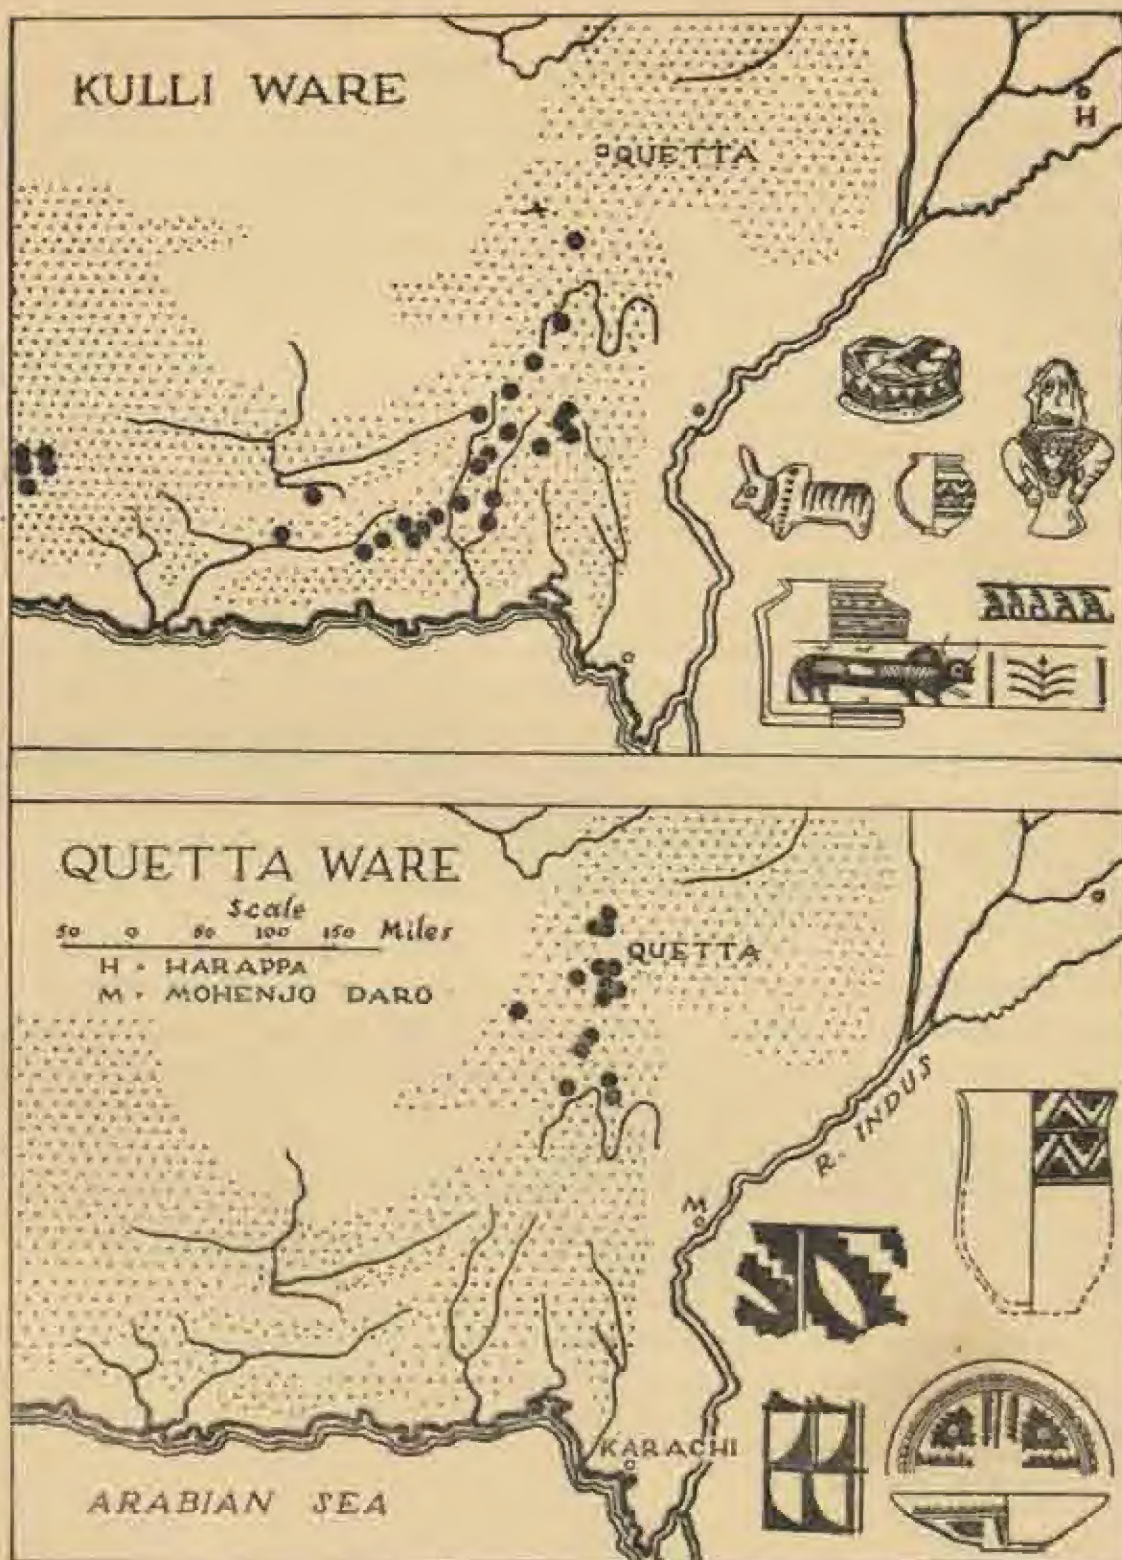 KULLI WARE
H
QUETTA
QUETTA WARE
Scale
50 0 50 100 150 Miles
H • HARAPPA
M • MOHENJO DARO
QUETTA
R. INDUS
M
KARACHI
ARABIAN SEA